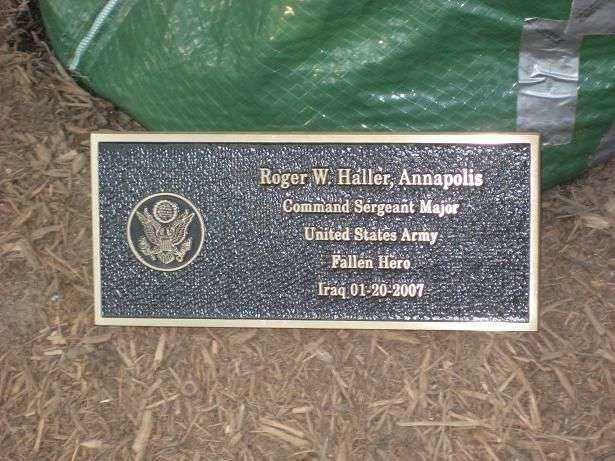 Roger W. Haller, Annapolis
Command Sergeant Major
United States Army
Fallen Hero
Iraq 01-20-2007